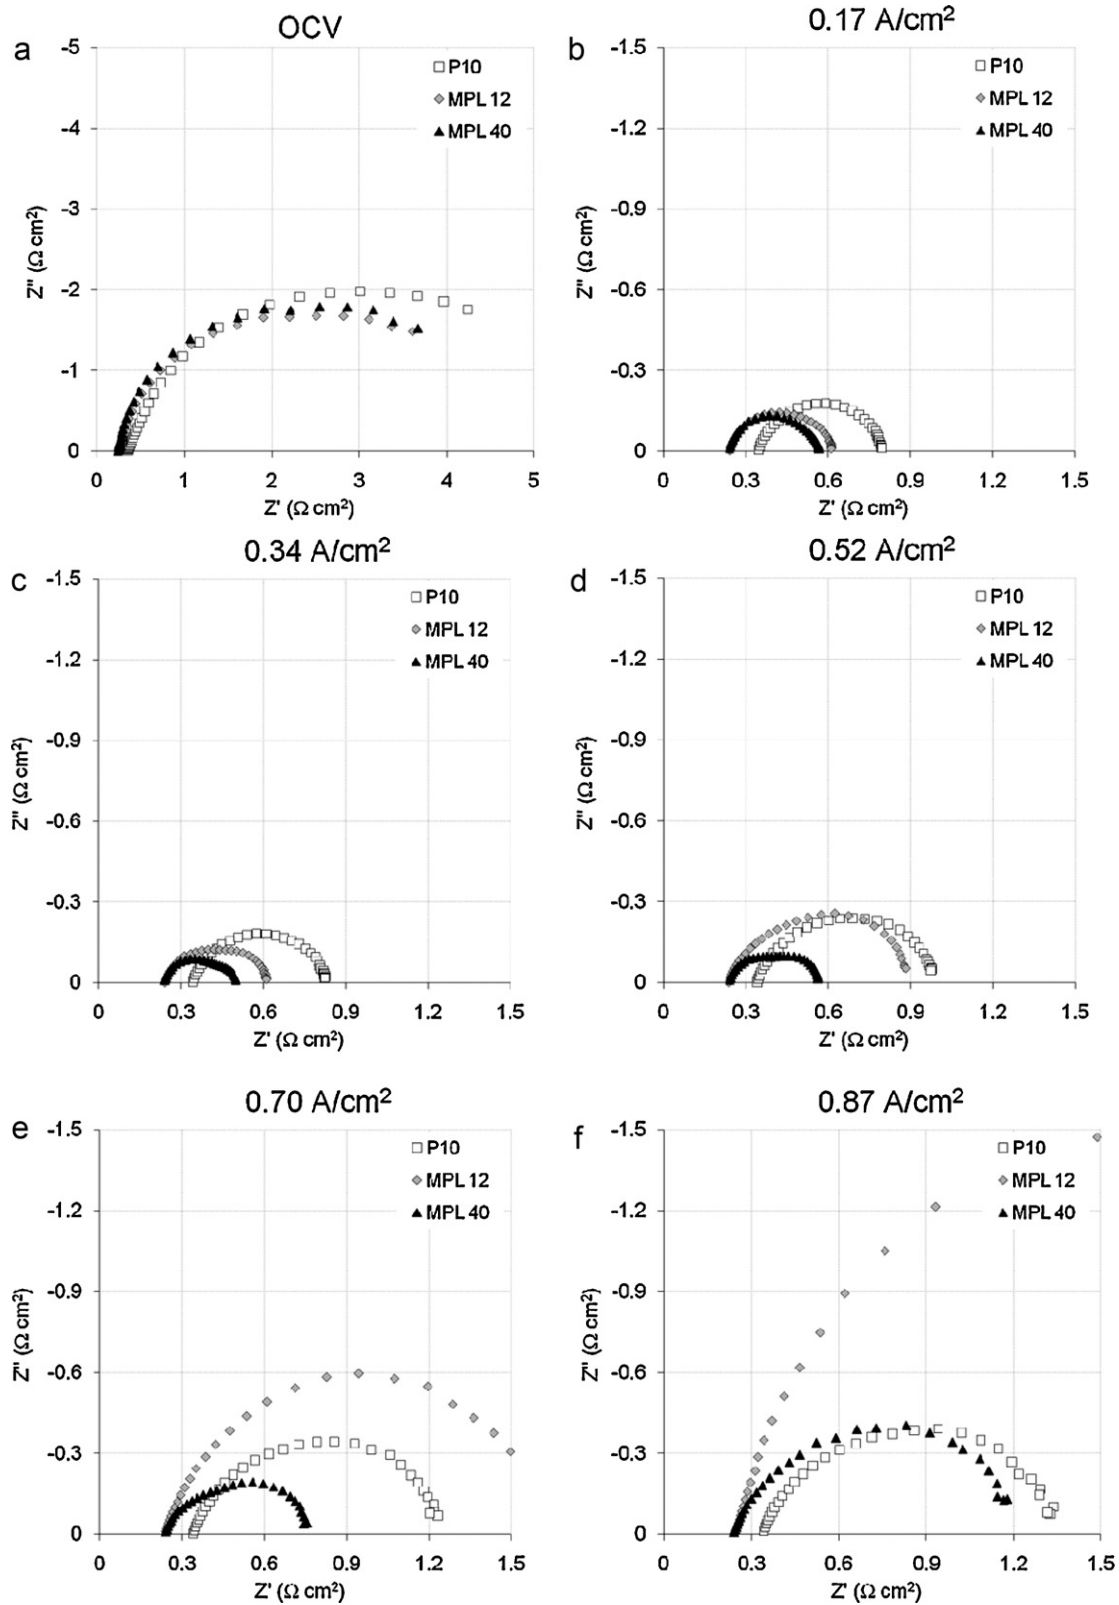 a
OCV
-5
-4
-3
-2
-1
0
Z'' (Ω cm²)
P10
MPL 12
MPL 40
0 1 2 3 4 5
Z' (Ω cm²)
b
0.17 A/cm²
-1.5
-1.2
-0.9
-0.6
-0.3
0
Z'' (Ω cm²)
P10
MPL 12
MPL 40
0 0.3 0.6 0.9 1.2 1.5
Z' (Ω cm²)
c
0.34 A/cm²
-1.5
-1.2
-0.9
-0.6
-0.3
0
Z'' (Ω cm²)
P10
MPL 12
MPL 40
0 0.3 0.6 0.9 1.2 1.5
Z' (Ω cm²)
d
0.52 A/cm²
-1.5
-1.2
-0.9
-0.6
-0.3
0
Z'' (Ω cm²)
P10
MPL 12
MPL 40
0 0.3 0.6 0.9 1.2 1.5
Z' (Ω cm²)
e
0.70 A/cm²
-1.5
-1.2
-0.9
-0.6
-0.3
0
Z'' (Ω cm²)
P10
MPL 12
MPL 40
0 0.3 0.6 0.9 1.2 1.5
Z' (Ω cm²)
f
0.87 A/cm²
-1.5
-1.2
-0.9
-0.6
-0.3
0
Z'' (Ω cm²)
P10
MPL 12
MPL 40
0 0.3 0.6 0.9 1.2 1.5
Z' (Ω cm²)